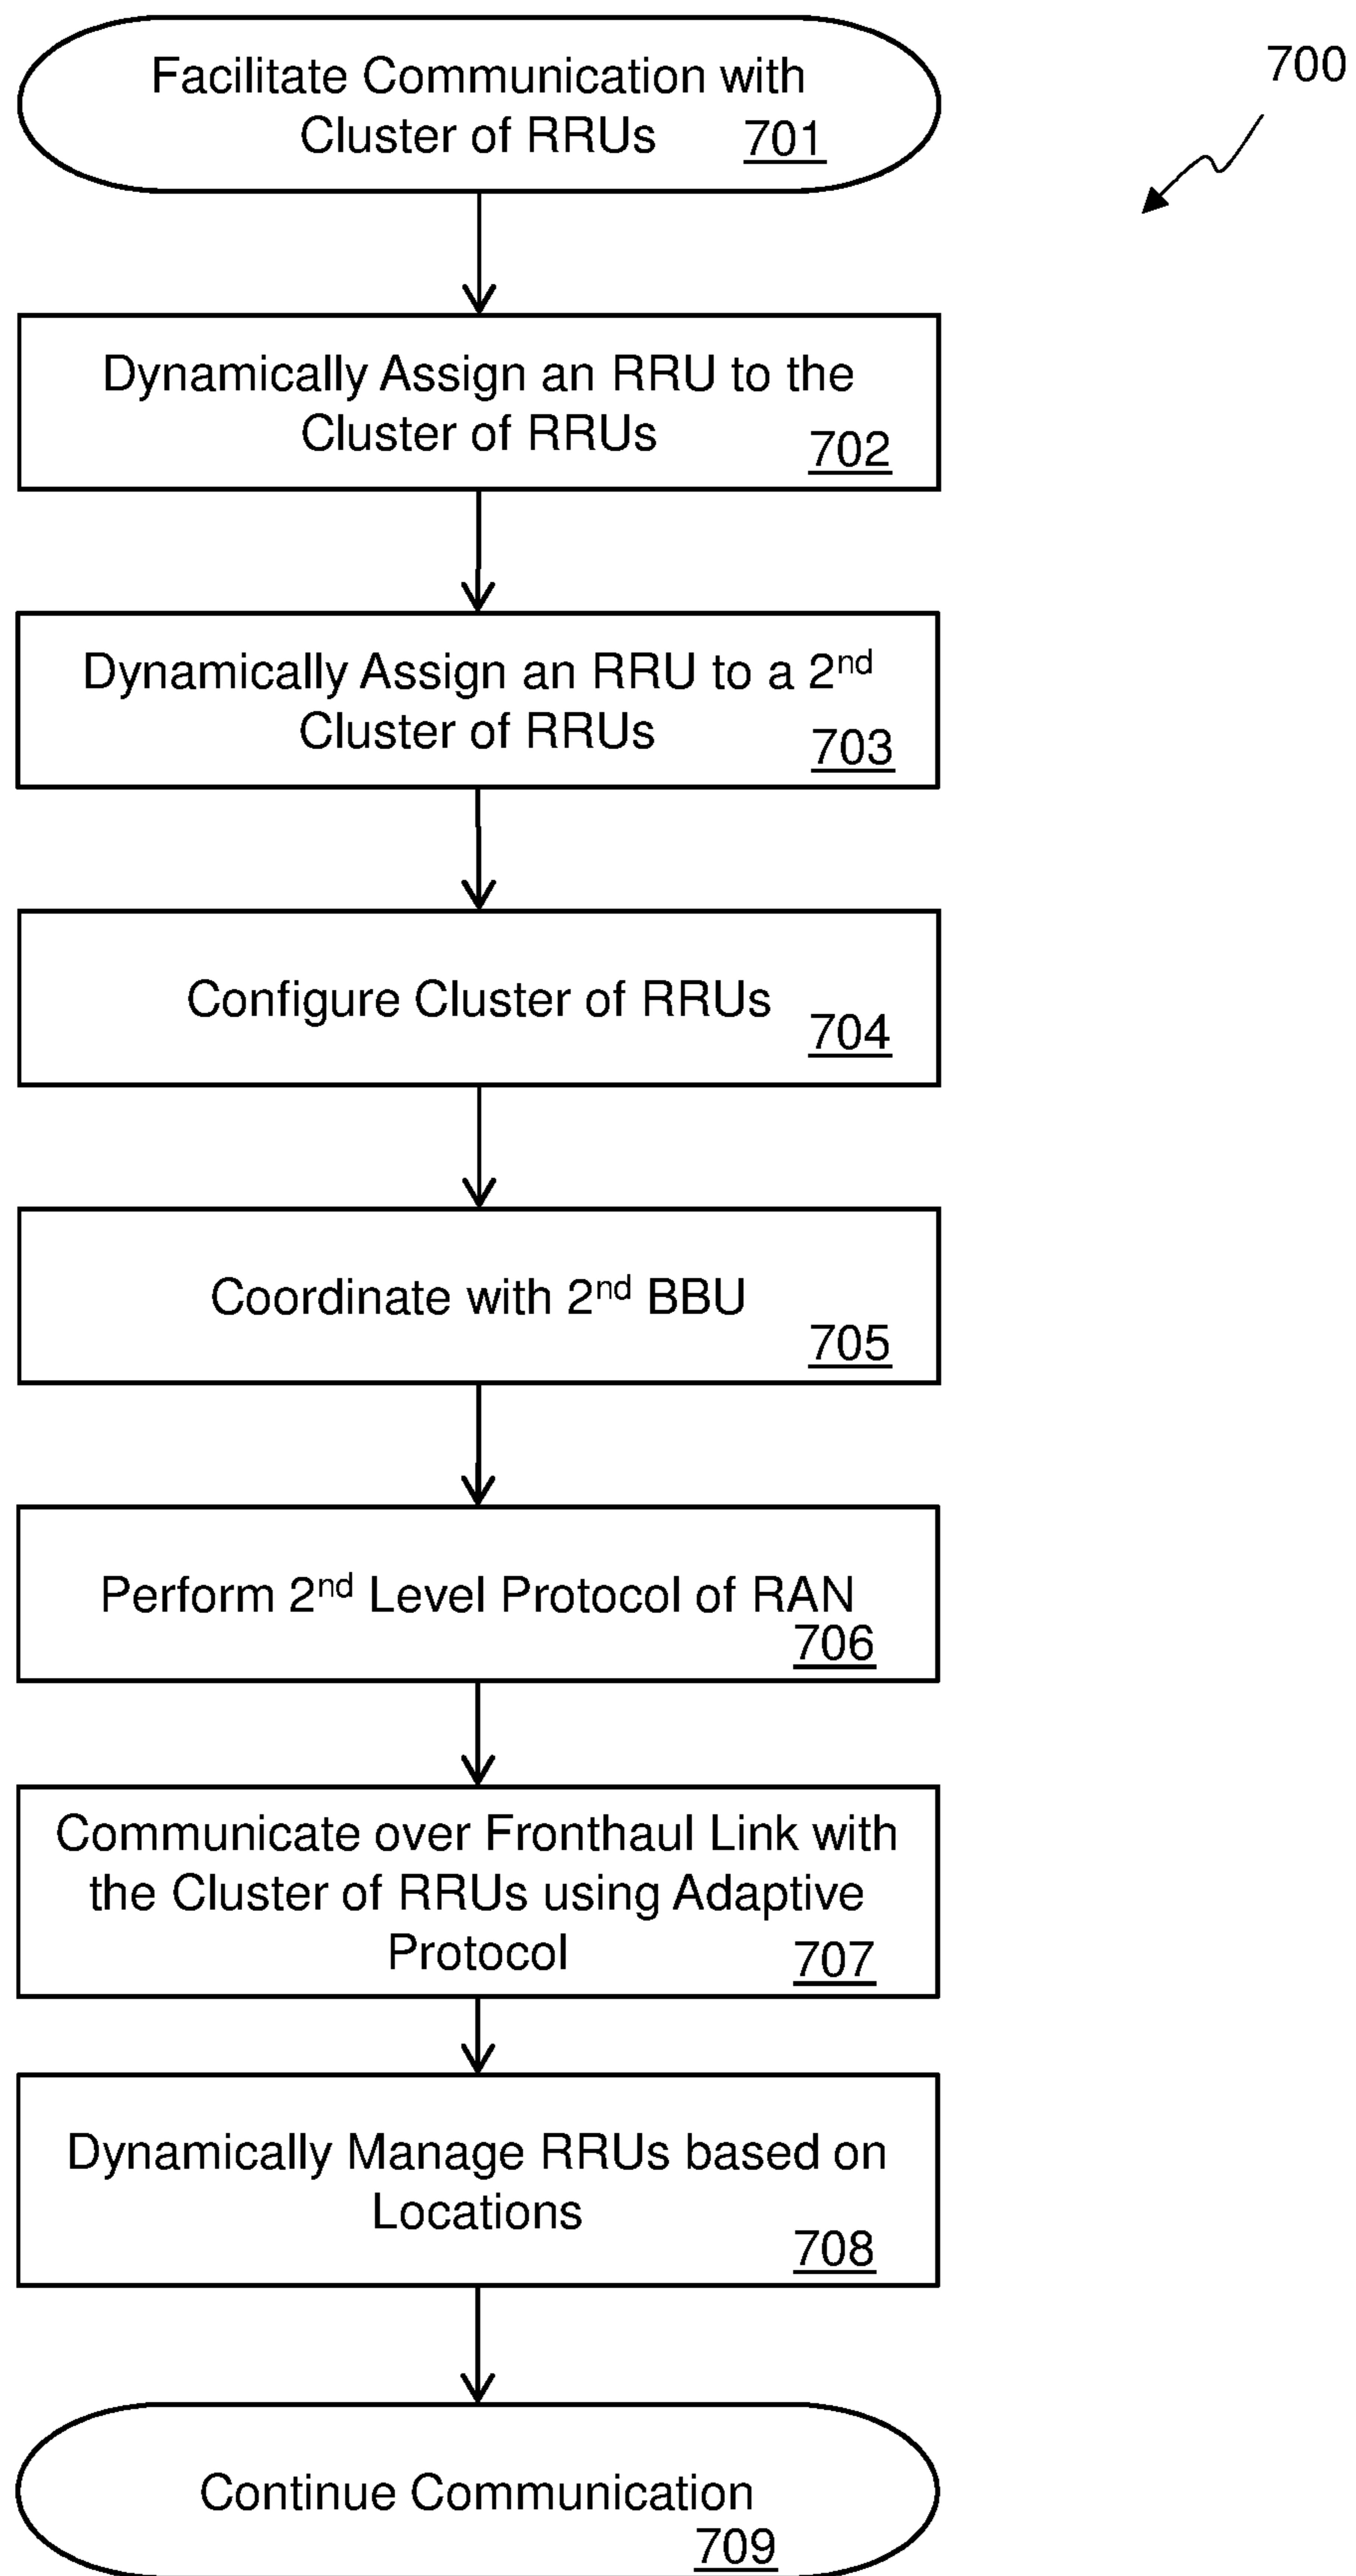 Facilitate Communication with
Cluster of RRUs 701
700
Dynamically Assign an RRU to the
Cluster of RRUs 702
Dynamically Assign an RRU to a 2nd
Cluster of RRUs 703
Configure Cluster of RRUs 704
Coordinate with 2nd BBU 705
Perform 2nd Level Protocol of RAN
706
Communicate over Fronthaul Link with
the Cluster of RRUs using Adaptive
Protocol 707
Dynamically Manage RRUs based on
Locations
708
Continue Communication
709